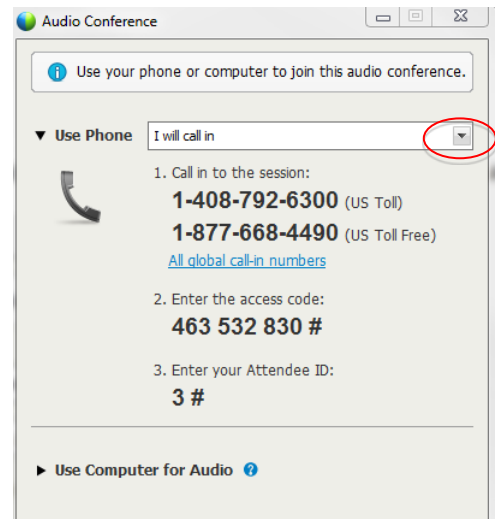 Audio Conference
Use your phone or computer to join this audio conference.
Use Phone I will call in
1. Call in to the session:
1-408-792-6300 (US Toll)
1-877-668-4490 (US Toll Free)
All global call-in numbers
2. Enter the access code:
463 532 830 #
3. Enter your Attendee ID:
3 #
Use Computer for Audio ?